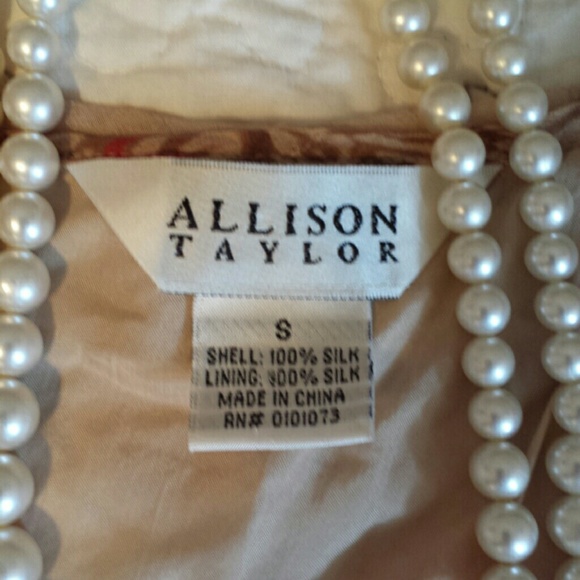 ALLISON
TAYLOR
S
SHELL: 100% SILK
LINING: 100% SILK
MADE IN CHINA
RN# 0101073